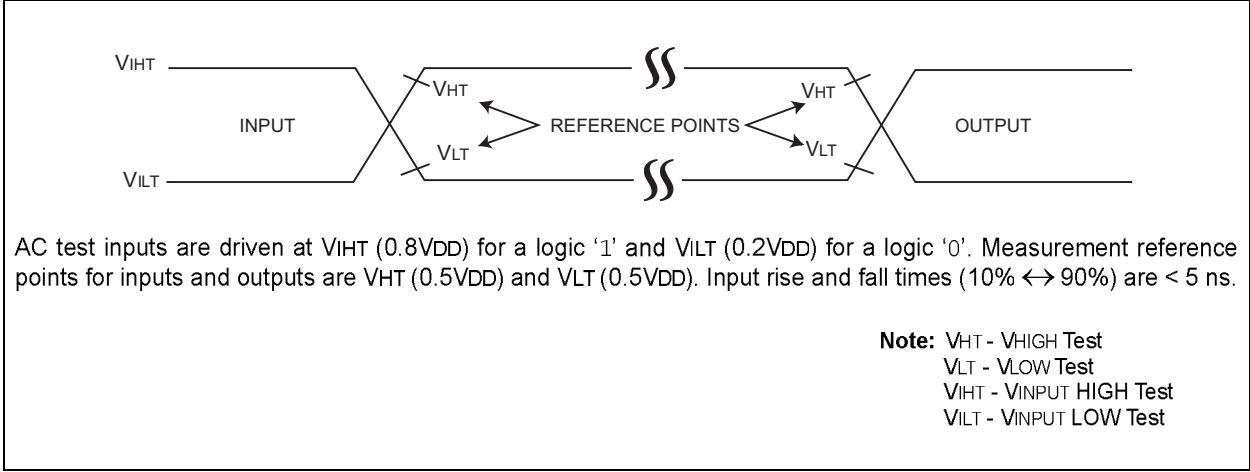 VIHT
VHT
VHT
INPUT
REFERENCE POINTS
OUTPUT
VLT
VLT
VILT
AC test inputs are driven at VIHT (0.8VDD) for a logic ‘1’ and VILT (0.2VDD) for a logic ‘0’. Measurement reference
points for inputs and outputs are VHT (0.5VDD) and VLT (0.5VDD). Input rise and fall times (10% ↔ 90%) are < 5 ns.
Note: VHT - VHIGH Test
VLT - VLOW Test
VIHT - VINPUT HIGH Test
VILT - VINPUT LOW Test